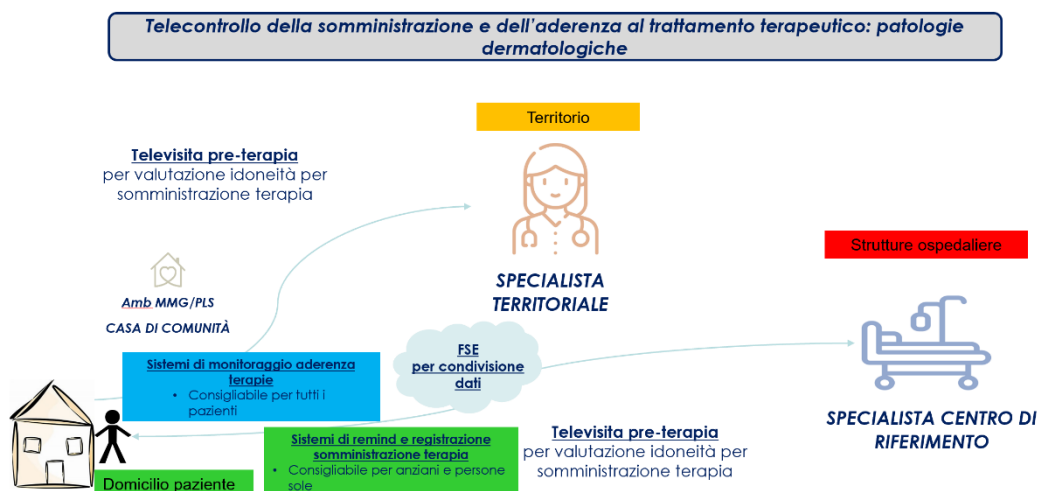 Telecontrollo della somministrazione e dell'aderenza al trattamento terapeutico: patologie
dermatologiche
Territorio
Televisita pre-terapia
per valutazione idoneità per
somministrazione terapia
Strutture ospedaliere
SPECIALISTA
TERRITORIALE
Amb MMG/PLS
CASA DI COMUNITÀ
FSE
per condivisione
dati
Sistemi di monitoraggio aderenza
terapie
• Consigliabile per tutti i
pazienti
SPECIALISTA CENTRO DI
RIFERIMENTO
Sistemi di remind e registrazione
somministrazione terapia
• Consigliabile per anziani e persone
sole
Televisita pre-terapia
per valutazione idoneità per
somministrazione terapia
Domicilio paziente